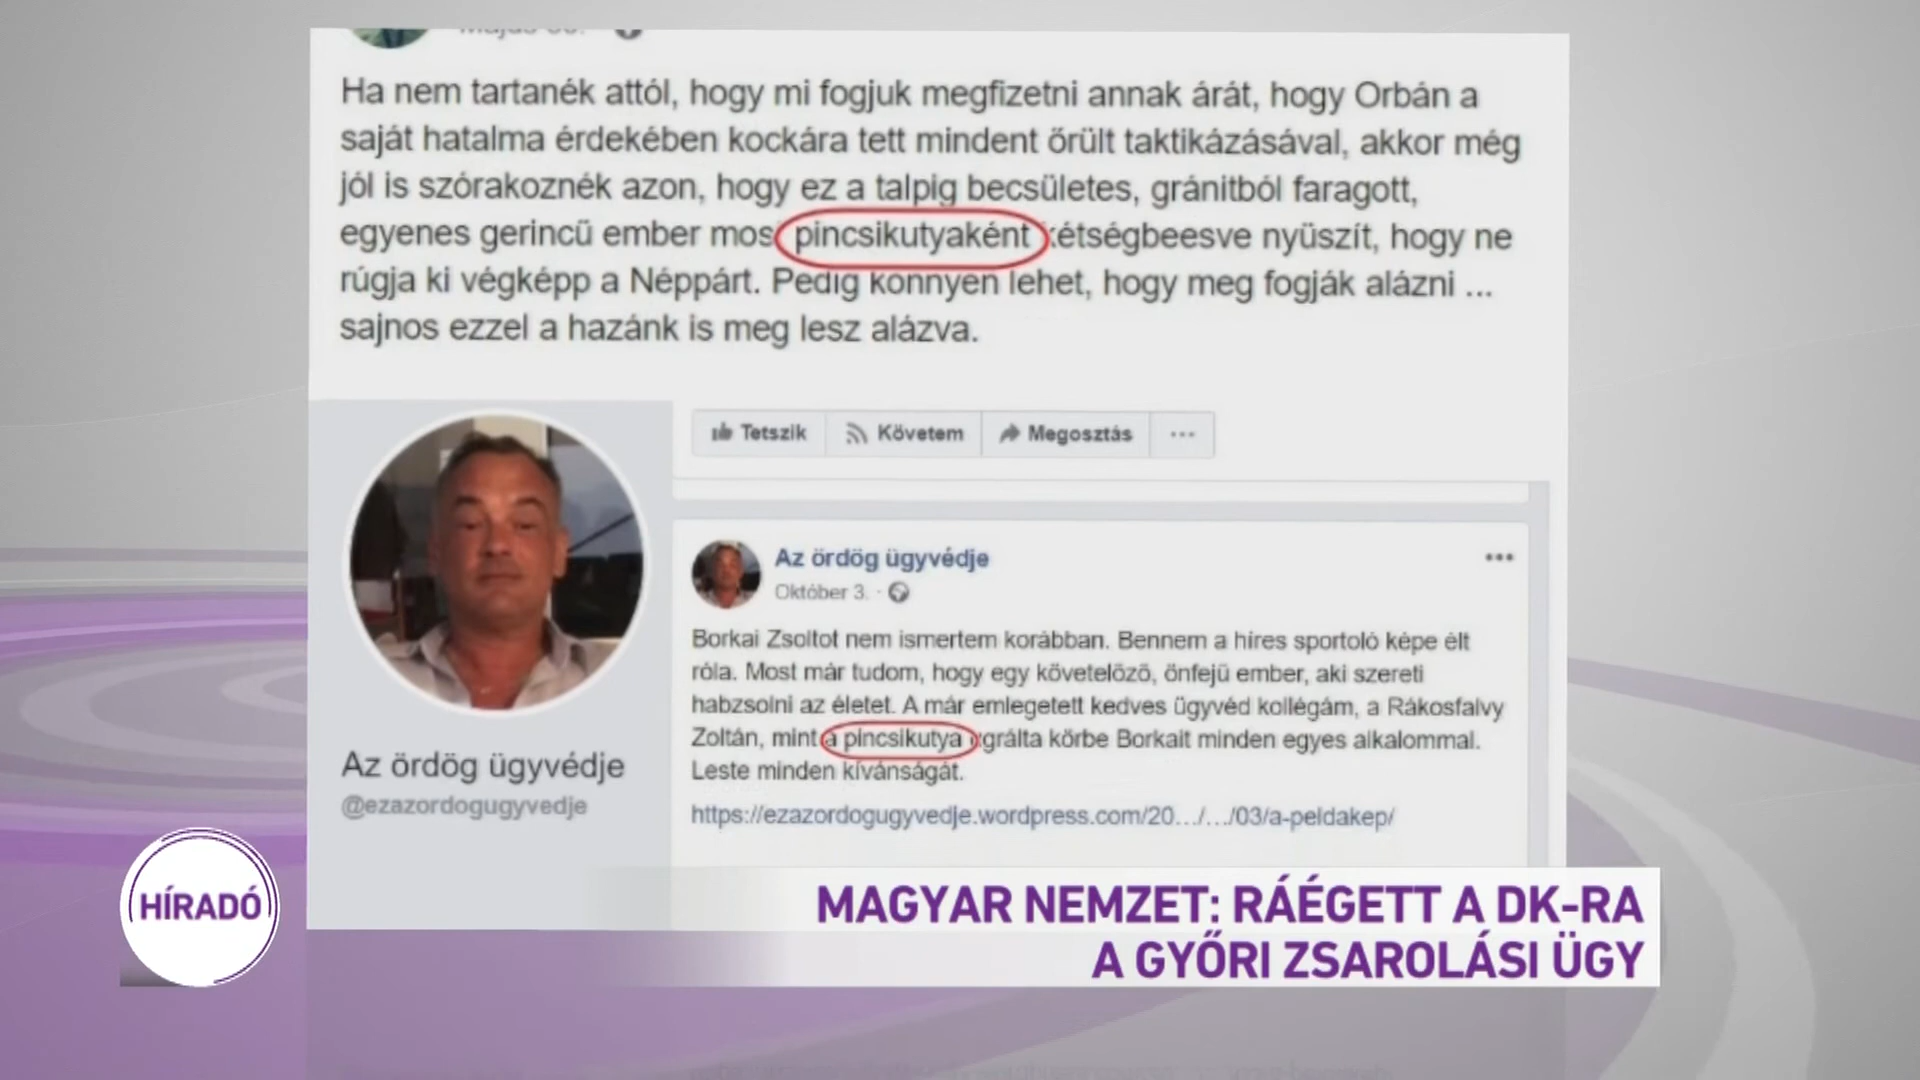 Ha nem tartanék attól, hogy mi fogjuk megfizetni annak árát, hogy Orbán a
saját hatalma érdekében kockára tett mindent őrült taktikázásával, akkor még
jól is szórakoznék azon, hogy ez a talpig becsületes, gránitból faragott,
egyenes gerincű ember mos pincsikutyaként kétségbeesve nyüszít, hogy ne
rúgja ki végképp a Néppárt. Pedig könnyen lehet, hogy meg fogják alázni ...
sajnos ezzel a hazánk is meg lesz alázva.
Tetszik Követem Megosztás ...
Az ördög ügyvédje
Október 3. ·
Borkai Zsoltot nem ismertem korábban. Bennem a híres sportoló képe élt
róla. Most már tudom, hogy egy követelöző, önfejű ember, aki szereti
habzsolni az életet. A már emlegetett kedves ügyvéd kollégám, a Rákosfalvy
Zoltán, mint a pincsikutya ugrálta körbe Borkait minden egyes alkalommal.
Leste minden kívánságát.
https://ezazordogugyvedje.wordpress.com/20.../.../03/a-peldakep/
Az ördög ügyvédje
@ezazordogugyvedje
HÍRADÓ
MAGYAR NEMZET: RÁÉGETT A DK-RA
A GYŐRI ZSAROLÁSI ÜGY